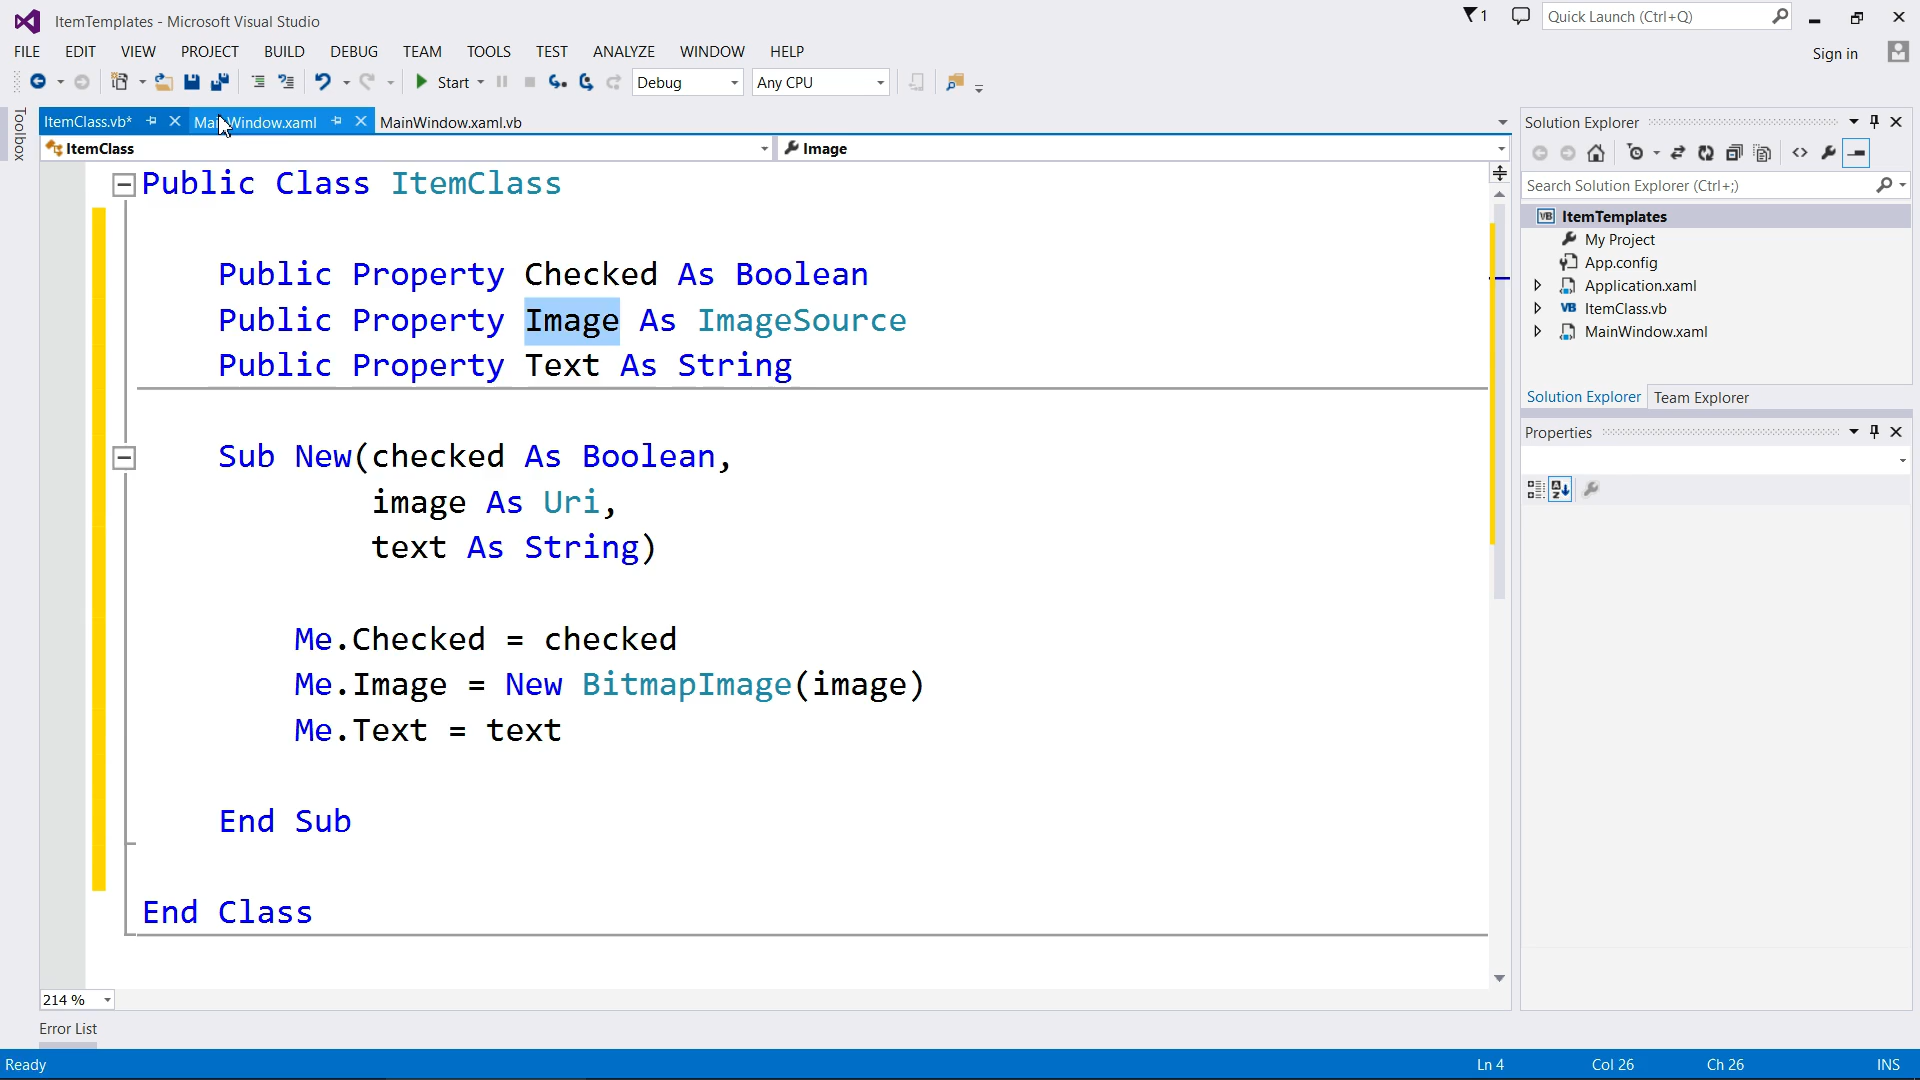 ItemTemplates - Microsoft Visual Studio
1
Quick Launch (Ctrl+Q)
FILE EDIT VIEW PROJECT BUILD DEBUG TEAM TOOLS TEST ANALYZE WINDOW HELP
Sign in
Start Debug Any CPU
Toolbox
ItemClass.vb* MainWindow.xaml MainWindow.xaml.vb
ItemClass Image
Public Class ItemClass
Public Property Checked As Boolean
Public Property Image As ImageSource
Public Property Text As String
Sub New(checked As Boolean,
image As Uri,
text As String)
Me.Checked = checked
Me.Image = New BitmapImage(image)
Me.Text = text
End Sub
End Class
214 %
Solution Explorer
Search Solution Explorer (Ctrl+;)
VB ItemTemplates
My Project
App.config
Application.xaml
VB ItemClass.vb
MainWindow.xaml
Solution Explorer Team Explorer
Properties
Error List
Ready Ln 4 Col 26 Ch 26 INS